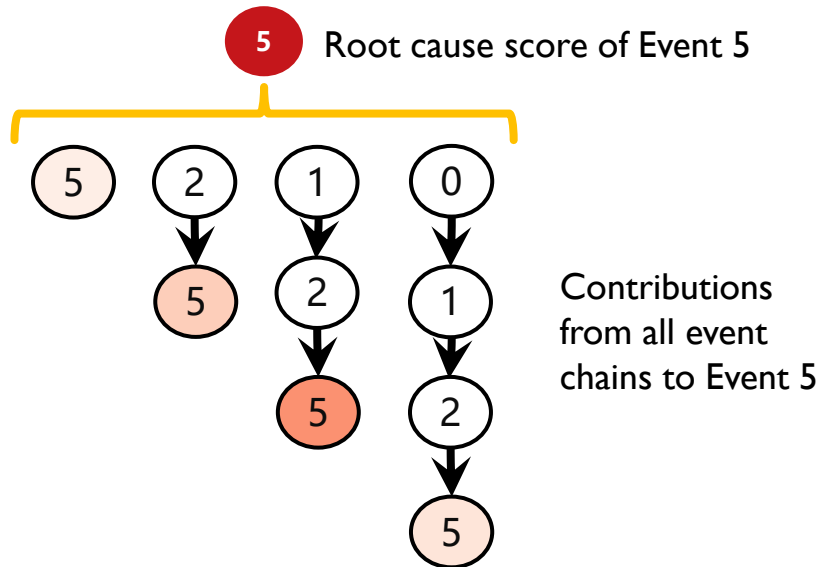 5 Root cause score of Event 5
5 2 1 0
5 2 1
Contributions
from all event
chains to Event 5
5 2
5